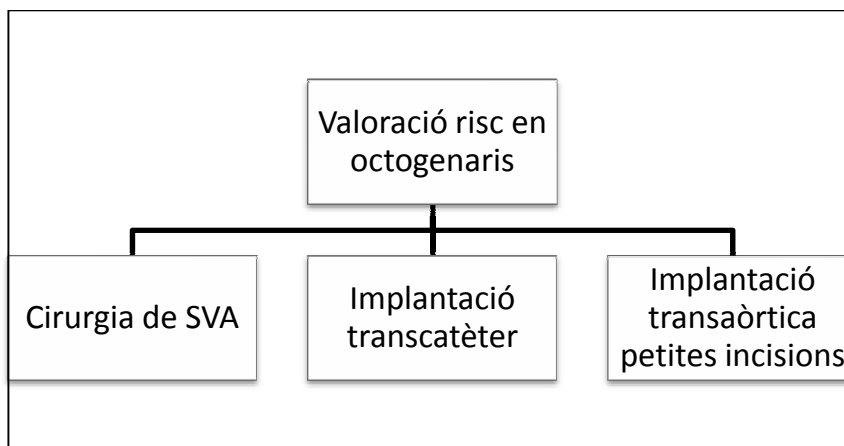 Valoració risc en
octogenaris
Cirurgia de SVA
Implantació
transcatèter
Implantació
transaòrtica
petites incisions